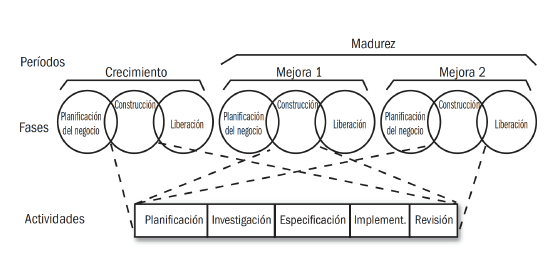 Madurez
Períodos
Crecimiento Mejora 1 Mejora 2
Fases
Planificación
del negocio
Construcción
Liberación
Planificación
del negocio
Construcción
Liberación
Planificación
del negocio
Construcción
Liberación
Actividades
Planificación Investigación Especificación Implement. Revisión